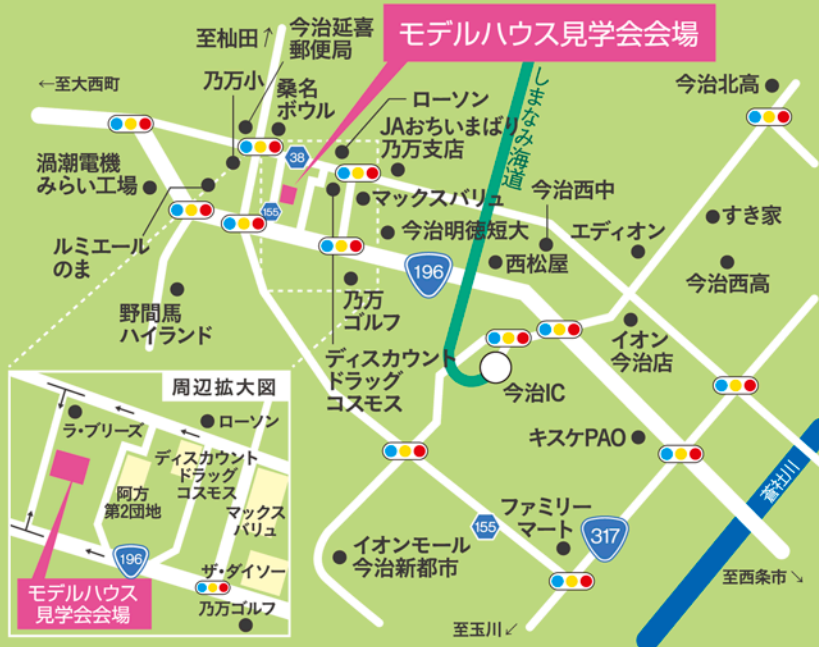 モデルハウス見学会会場
至杣田↑
今治延喜
郵便局
←至大西町
乃万小
桑名
ボウル
ローソン
JAおちいまばり
乃万支店
しまなみ海道
今治北高
38
渦潮電機
みらい工場
マックスバリュ
今治西中
155
今治明徳短大
エディオン
すき家
ルミエール
のま
196
西松屋
今治西高
野間馬
ハイランド
乃万
ゴルフ
ディスカウント
ドラッグ
コスモス
今治IC
イオン
今治店
キスケPAO
蒼社川
155
ファミリー
マート
317
イオンモール
今治新都市
至西条市↘
至玉川↙
周辺拡大図
ラ・ブリーズ
ローソン
ディスカウント
ドラッグ
コスモス
阿方
第2団地
マックス
バリュ
196
ザ・ダイソー
モデルハウス
見学会会場
乃万ゴルフ